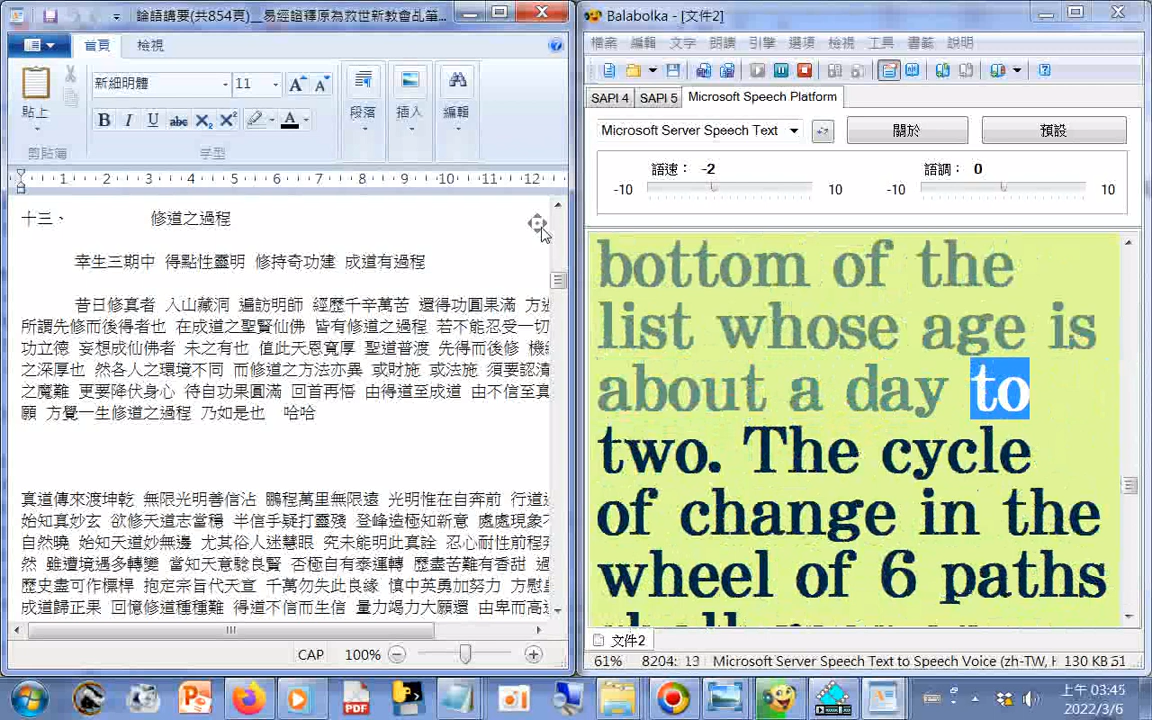 論語講要(共854頁)__易經證釋原為救世新教會乩筆...
首頁 檢視
新細明體 11
貼上
B I U abc X₂ X² A
段落 插入 編輯
剪貼簿 字型
1 2 3 4 5 6 7 8 9 10 11 12
十三、 修道之過程
幸生三期中 得點性靈明 修持奇功建 成道有過程
昔日修真者 入山藏洞 遍訪明師 經歷千辛萬苦 還得功圓果滿 方
所謂先修而後得者也 在成道之聖賢仙佛 皆有修道之過程 若不能忍受一切
功立德 妄想成仙佛者 未之有也 值此天恩寬厚 聖道普渡 先得而後修 機
之深厚也 然各人之環境不同 而修道之方法亦異 或財施 或法施 須要認清
之魔難 更要降伏身心 待自功果圓滿 回首再悟 由得道至成道 由不信至真
願 方覺一生修道之過程 乃如是也 哈哈
真道傳來渡坤乾 無限光明善信沾 鵬程萬里無限遠 光明惟在自奔前 行道
始知真妙玄 欲修天道志當穩 半信乎疑打靈殘 登峰造極知新意 處處現象不
自然曉 始知天道妙無邊 尤其俗人迷慧眼 究未能明此真詮 忍心耐性前程
然 雖遭境遇多轉變 當知天意驗良賢 否極自有泰運轉 歷盡苦難有香甜 過
歷史盡可作標桿 抱定宗旨代天宣 千萬勿失此良緣 慎中英勇加努力 方慰
成道歸正果 回憶修道種種難 得道不信而生信 量力竭力大願還 由卑而高
CAP 100%
Balabolka - [文件2]
檔案 編輯 文字 朗讀 引擎 選項 檢視 工具 書籤 說明
SAPI 4 SAPI 5 Microsoft Speech Platform
Microsoft Server Speech Text 關於 預設
語速： -2 語調： 0
-10 10 -10 10
bottom of the
list whose age is
about a day to
two. The cycle
of change in the
wheel of 6 paths
文件2
61% 8204: 13 Microsoft Server Speech Text to Speech Voice (zh-TW, H 130 KB
上午 03:45
2022/3/6